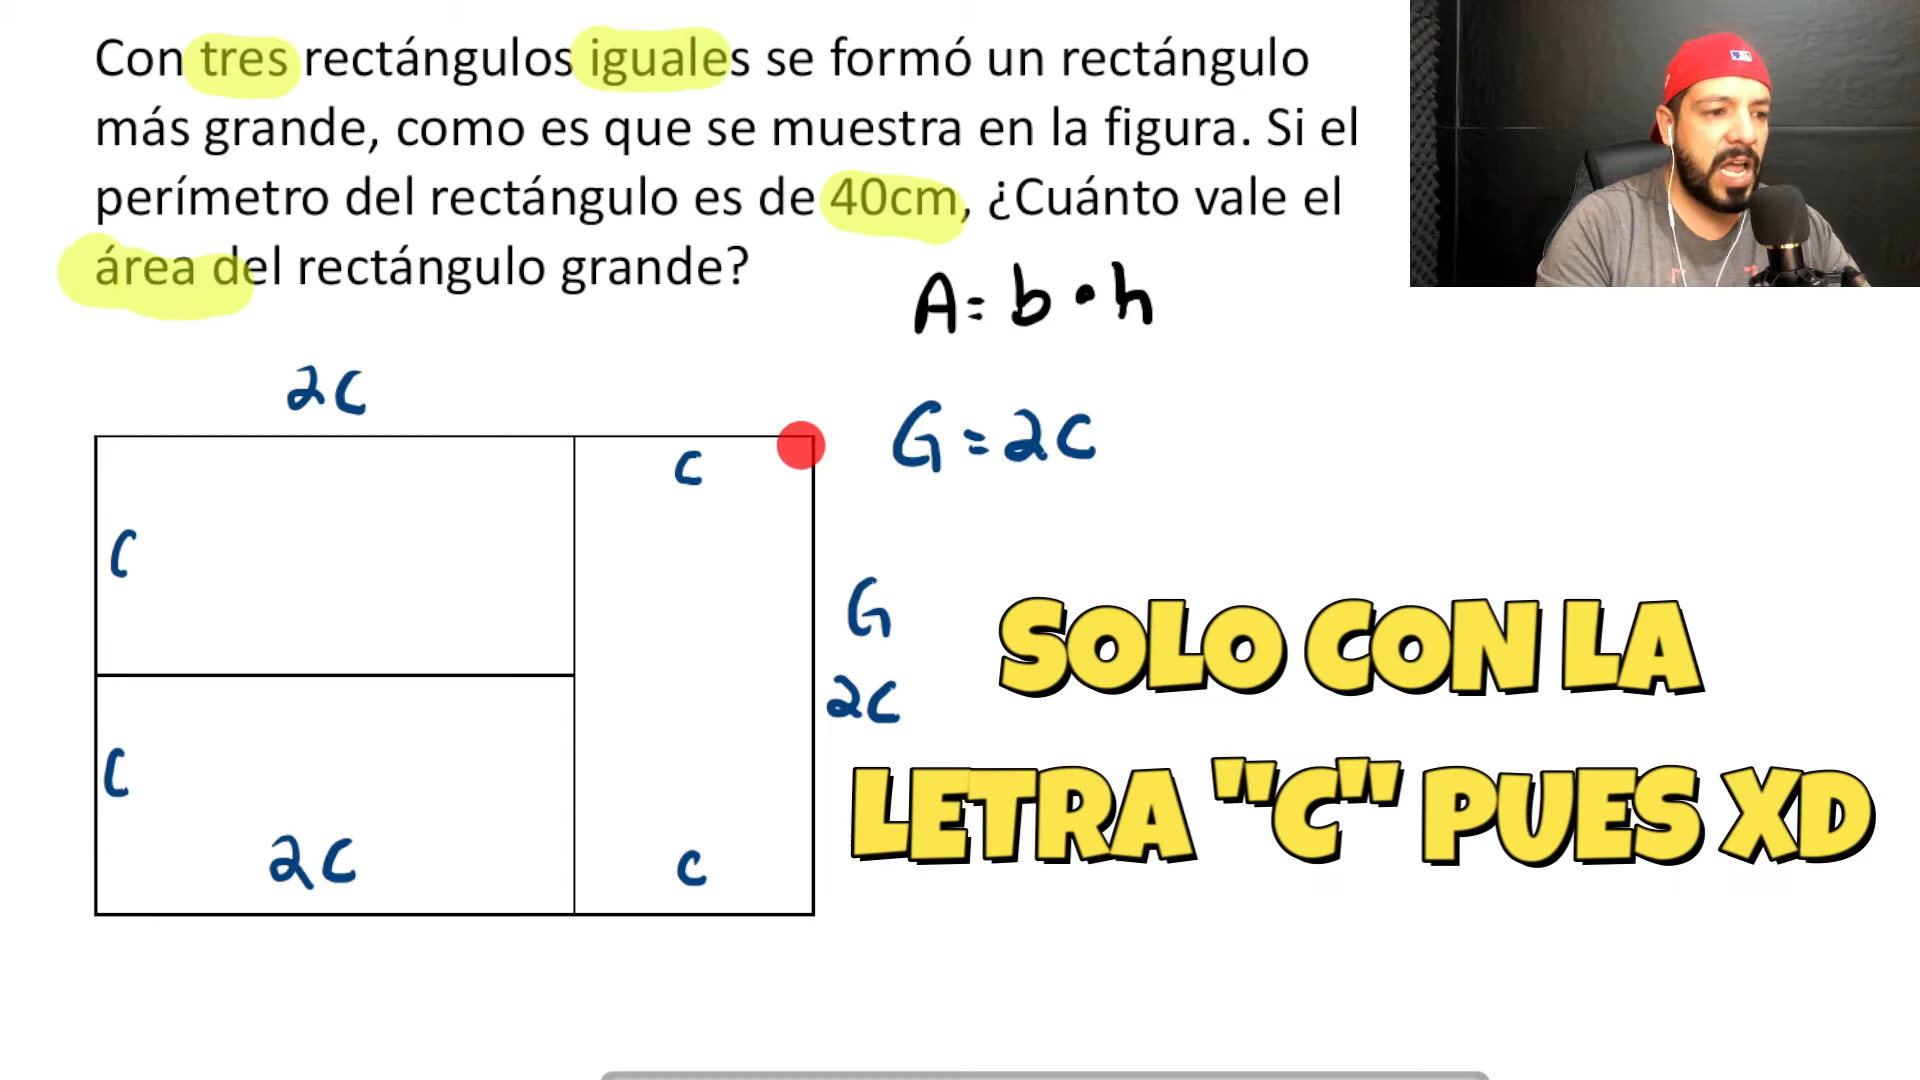 Con tres rectángulos iguales se formó un rectángulo
más grande, como es que se muestra en la figura. Si el
perímetro del rectángulo es de 40cm, ¿Cuánto vale el
área del rectángulo grande?
A = b • h
2C
G = 2C
C
C
G
2C
C
2C
C
SOLO CON LA
LETRA "C" PUES XD